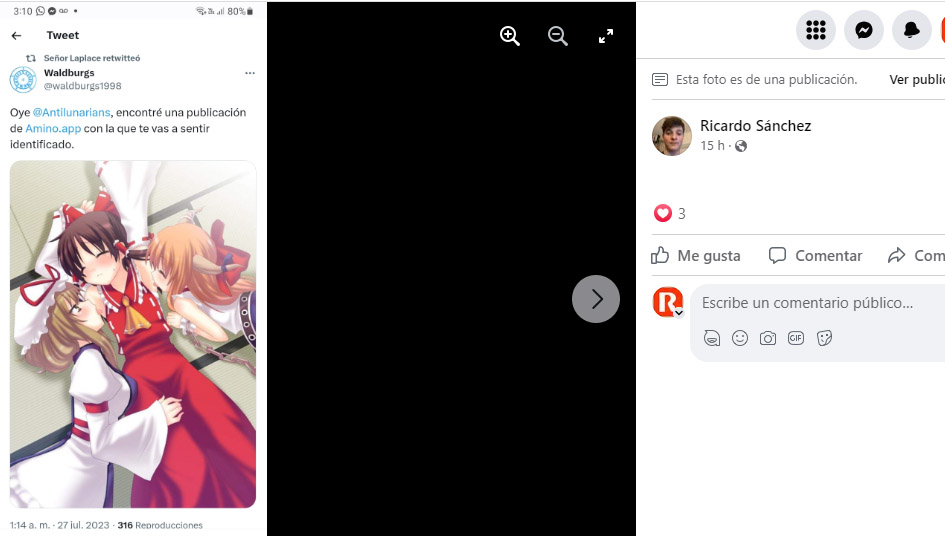 3:10
80%
Tweet
Señor Laplace retwitteó
Waldburgs
@waldburgs1998
Oye @Antilunarians, encontré una publicación
de Amino.app con la que te vas a sentir
identificado.
1:14 a. m. · 27 jul. 2023 · 316 Reproducciones
Esta foto es de una publicación.
Ver public
Ricardo Sánchez
15 h ·
3
Me gusta
Comentar
Com
R
Escribe un comentario público...
GIF